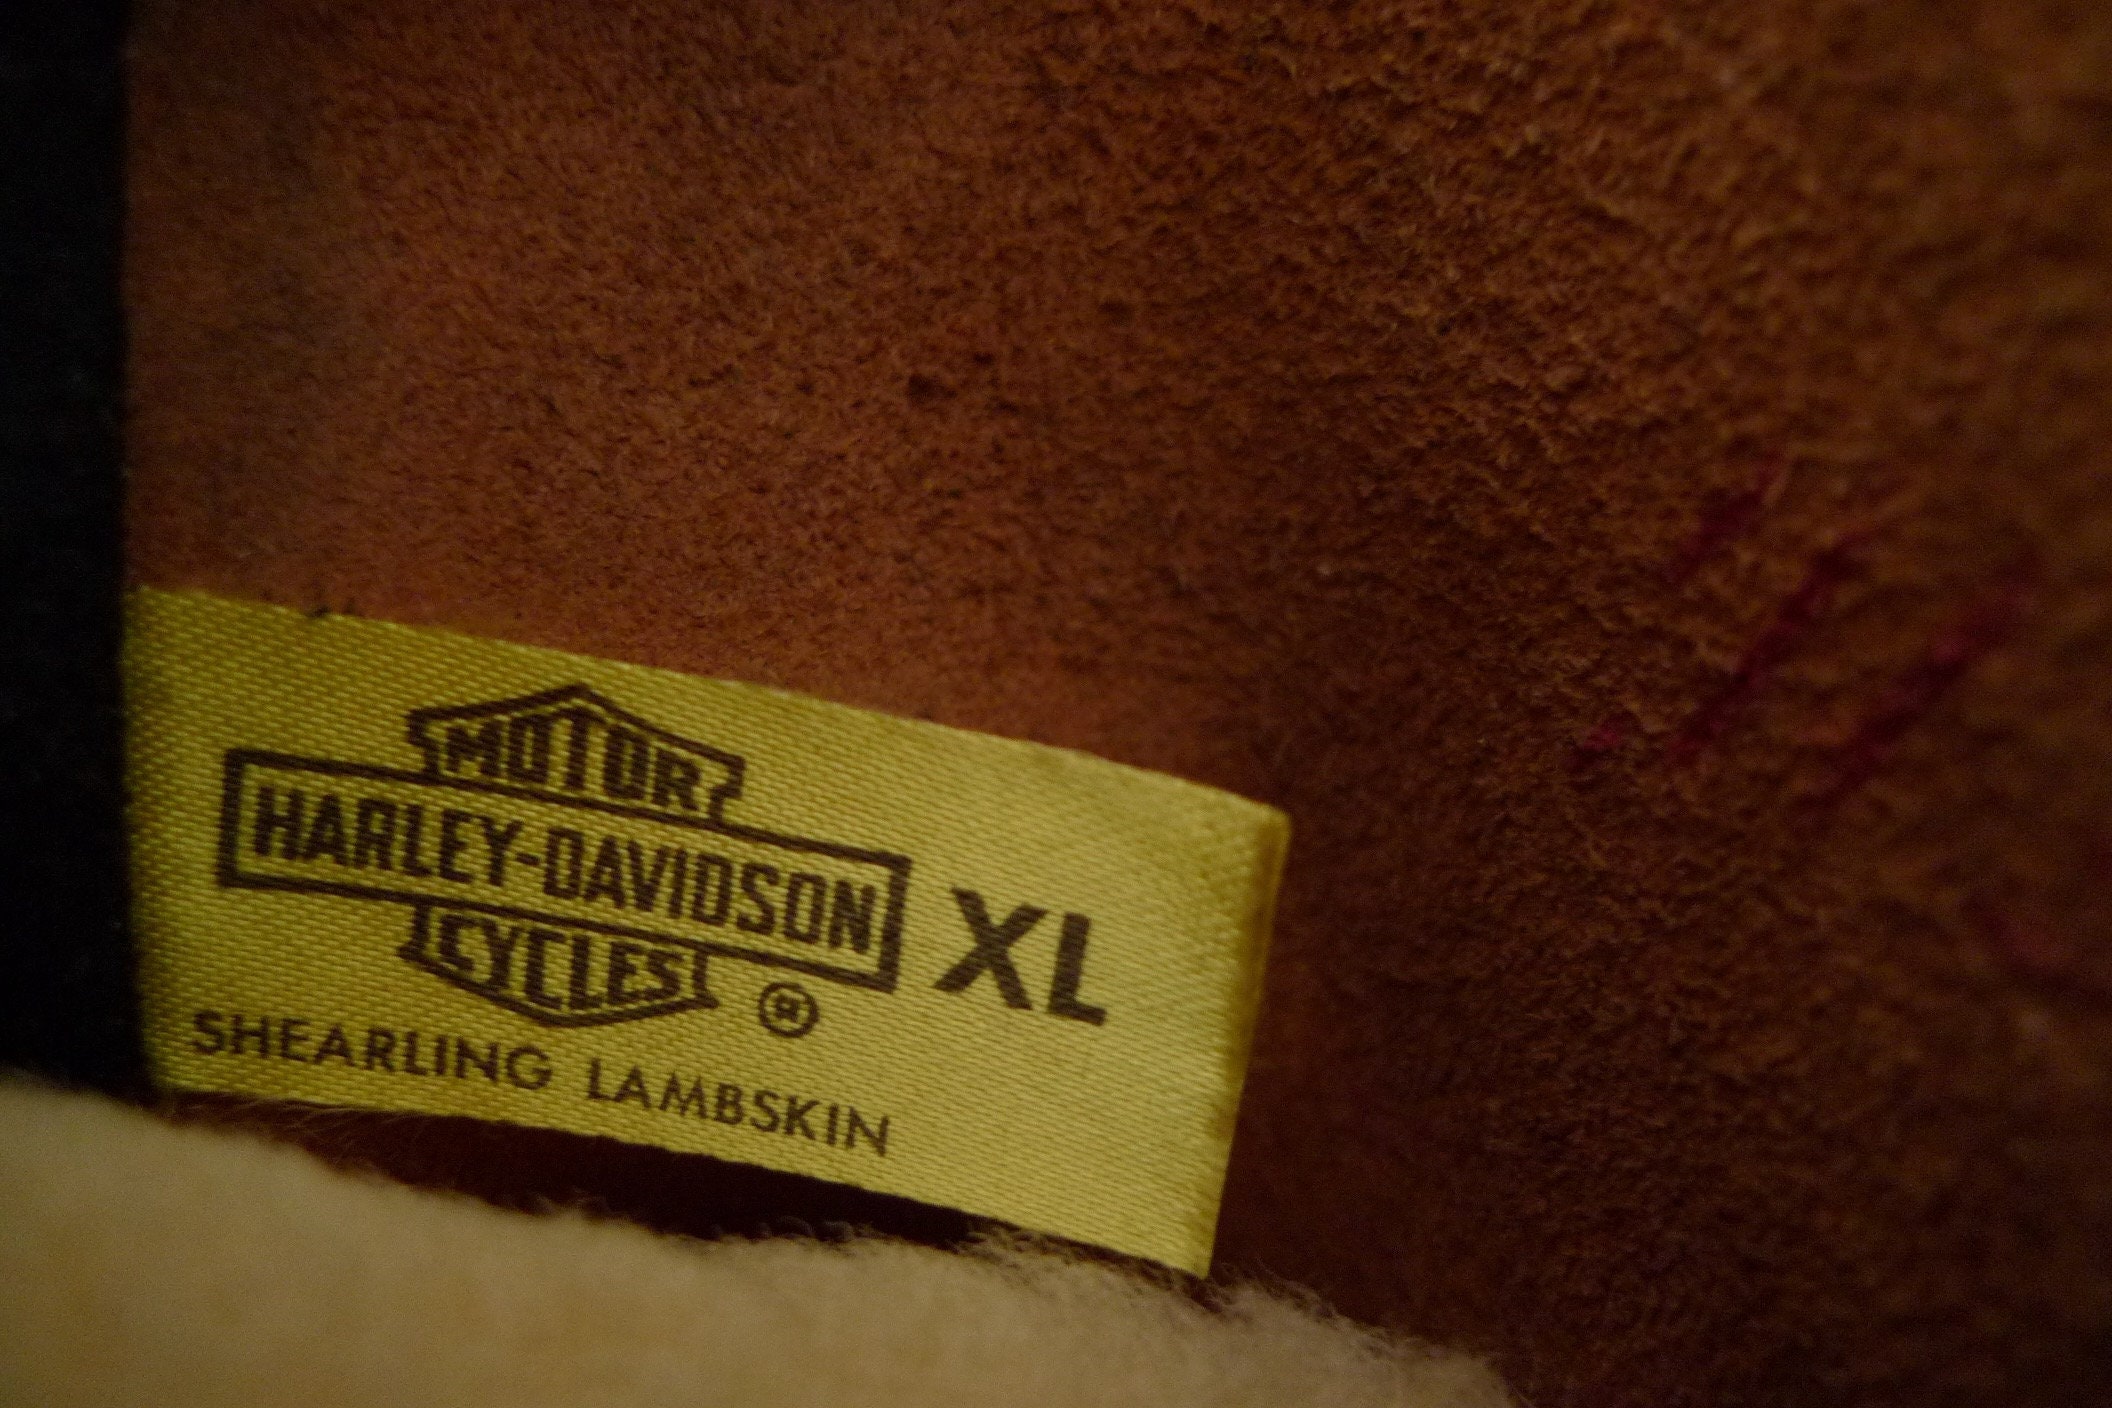 MOTOR
HARLEY-DAVIDSON XL
CYCLES
®
SHEARLING LAMBSKIN